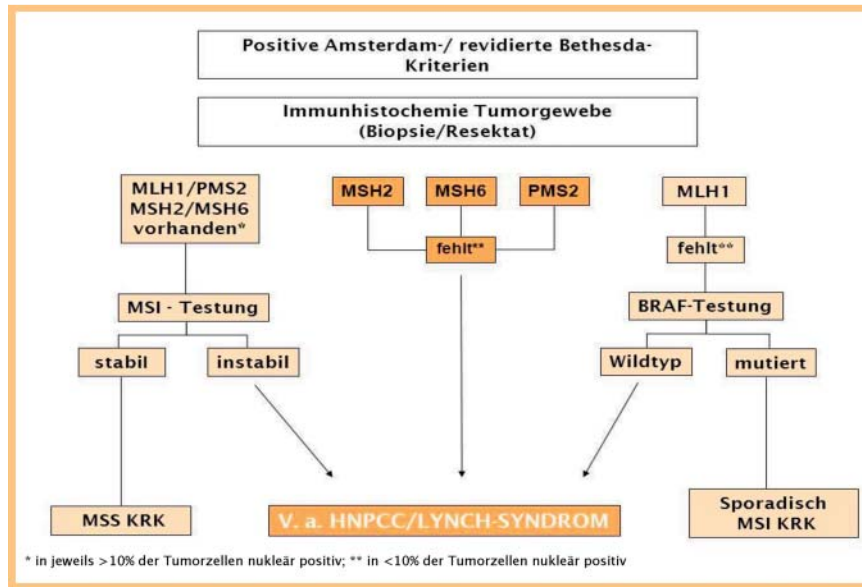 Positive Amsterdam-/ revidierte Bethesda-
Kriterien
Immunhistochemie Tumorgewebe
(Biopsie/Resektat)
MLH1/PMS2
MSH2/MSH6
vorhanden*
MSH2
MSH6
PMS2
MLH1
fehlt**
fehlt**
MSI - Testung
BRAF-Testung
stabil
instabil
Wildtyp
mutiert
MSS KRK
V. a. HNPCC/LYNCH-SYNDROM
Sporadisch
MSI KRK
* in jeweils >10% der Tumorzellen nukleär positiv; ** in <10% der Tumorzellen nukleär positiv